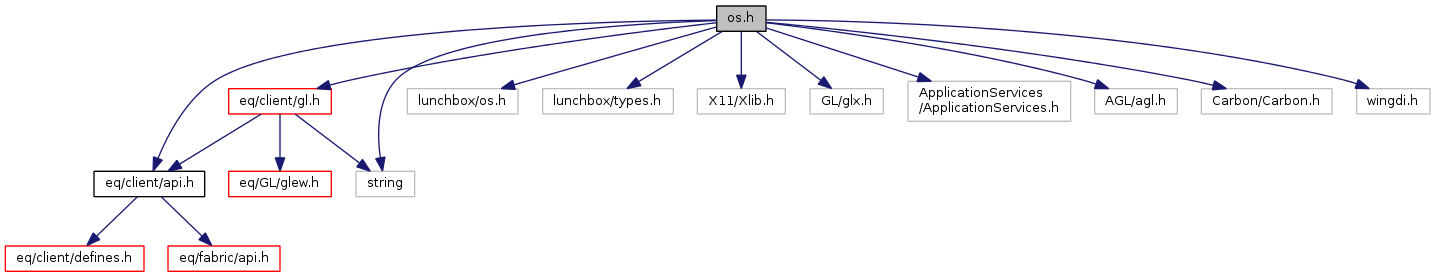 os.h
eq/client/gl.h
lunchbox/os.h
lunchbox/types.h
X11/Xlib.h
GL/glx.h
ApplicationServices
/ApplicationServices.h
AGL/agl.h
Carbon/Carbon.h
wingdi.h
eq/client/api.h
eq/GL/glew.h
string
eq/client/defines.h
eq/fabric/api.h